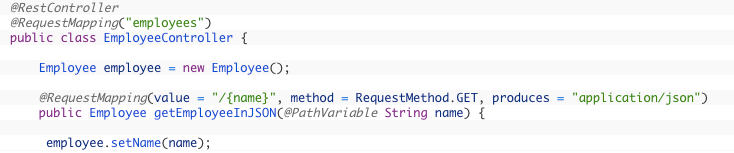 @RestController
@RequestMapping("employees")
public class EmployeeController {
Employee employee = new Employee();
@RequestMapping(value = "/{name}", method = RequestMethod.GET, produces = "application/json")
public Employee getEmployeeInJSON(@PathVariable String name) {
employee.setName(name);